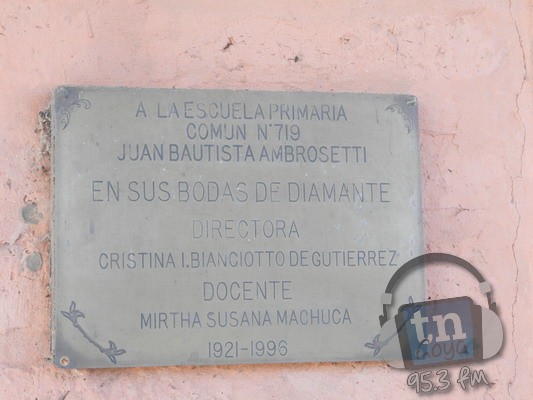 A LA ESCUELA PRIMARIA
COMUN N°719
JUAN BAUTISTA AMBROSETTI
EN SUS BODAS DE DIAMANTE
DIRECTORA
CRISTINA I. BIANCIOTTO DE GUTIERREZ
DOCENTE
MIRTHA SUSANA MACHUCA
1921-1996
tn
Goya
95.3 fm